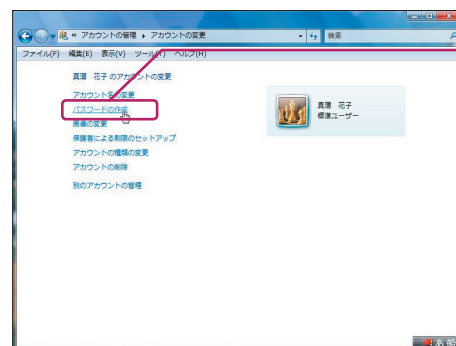 « アカウントの管理 ▸ アカウントの変更
検索
ファイル(F) 編集(E) 表示(V) ツール(T) ヘルプ(H)
真薄 花子 のアカウントの変更
アカウント名の変更
パスワードの作成
画像の変更
保護者による制限のセットアップ
アカウントの種類の変更
アカウントの削除
別のアカウントの管理
真薄 花子
標準ユーザー
あ 般